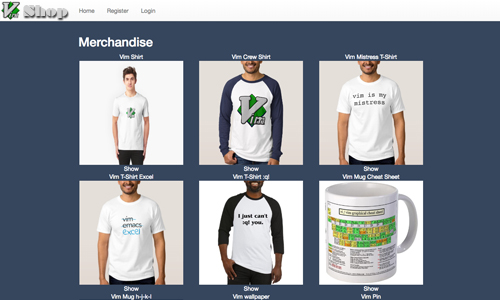 Vim Shop Home Register Login
Merchandise
Vim Shirt Vim Crew Shirt Vim Mistress T-Shirt
Vim
vim is my
mistress
Show Show Show
Vim T-Shirt Excel Vim T-Shirt :q! Vim Mug Cheat Sheet
vim
emacs
excel
I just can't
:q! you.
Show Show Show
Vim Mug h-j-k-l Vim wallpaper Vim Pin